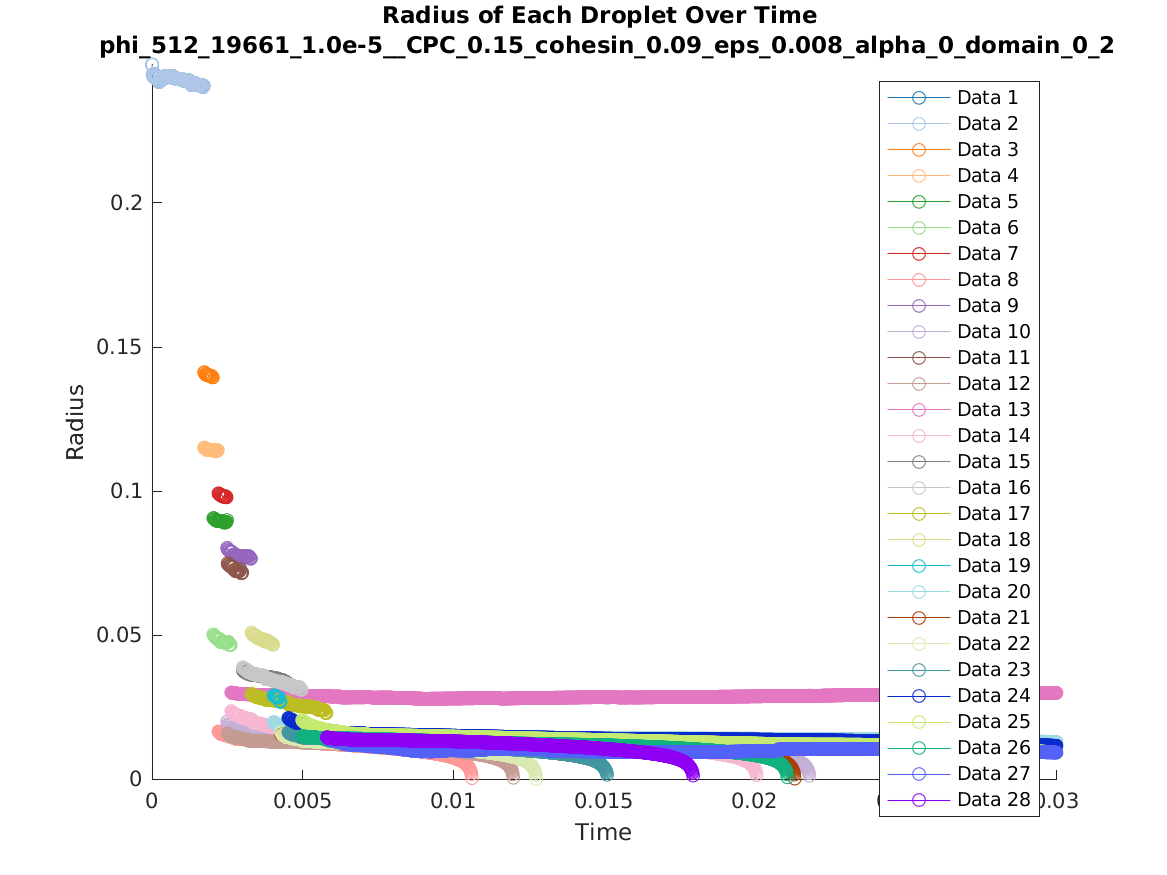 Radius of Each Droplet Over Time
phi_512_19661_1.0e-5__CPC_0.15_cohesin_0.09_eps_0.008_alpha_0_domain_0_2
Radius
0.2
0.15
0.1
0.05
0
0
0.005
0.01
0.015
0.02
0.03
Time
Data 1
Data 2
Data 3
Data 4
Data 5
Data 6
Data 7
Data 8
Data 9
Data 10
Data 11
Data 12
Data 13
Data 14
Data 15
Data 16
Data 17
Data 18
Data 19
Data 20
Data 21
Data 22
Data 23
Data 24
Data 25
Data 26
Data 27
Data 28